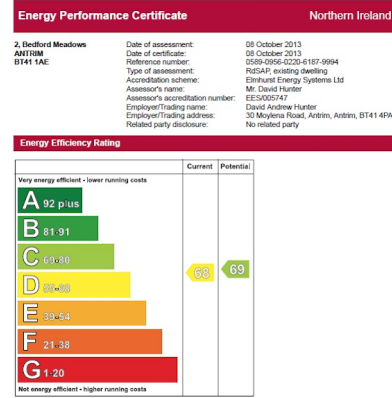 Energy Performance Certificate Northern Ireland
2, Bedford Meadows
ANTRIM
BT41 1AE
Date of assessment: 08 October 2013
Date of certificate: 08 October 2013
Reference number: 0589-0956-0220-6187-9994
Type of assessment: RdSAP, existing dwelling
Accreditation scheme: Elmhurst Energy Systems Ltd
Assessor's name: Mr. David Hunter
Assessor's accreditation number: EES/005747
Employer/Trading name: David Andrew Hunter
Employer/Trading address: 30 Moylena Road, Antrim, Antrim, BT41 4PA
Related party disclosure: No related party
Energy Efficiency Rating
Current Potential
Very energy efficient - lower running costs
A 92 plus
B 81-91
C 69-80
D 55-68
E 39-54
F 21-38
G 1-20
68 69
Not energy efficient - higher running costs